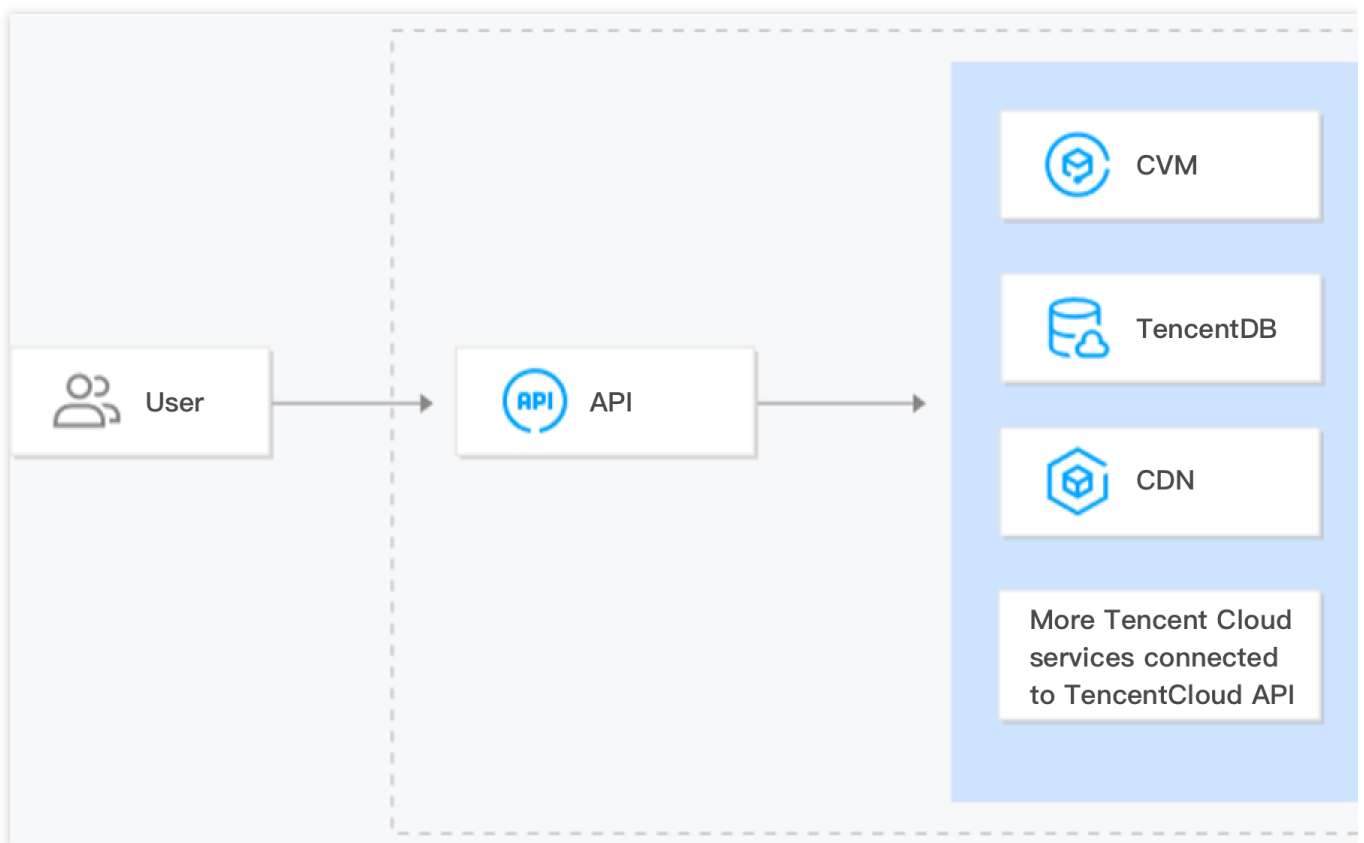 CVM
TencentDB
User
API
API
CDN
More Tencent Cloud
services connected
to TencentCloud API